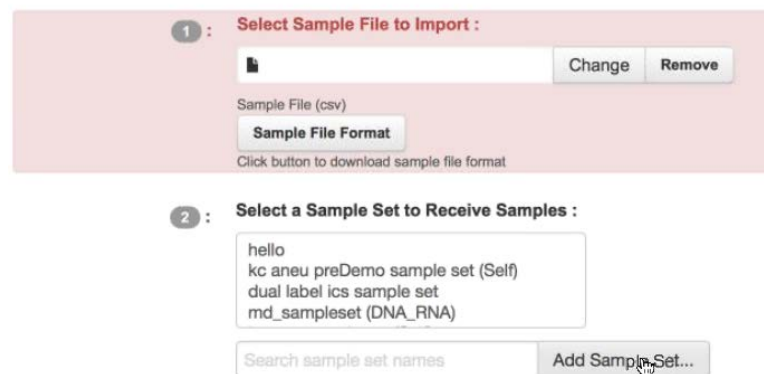 1 : Select Sample File to Import :
Change Remove
Sample File (csv)
Sample File Format
Click button to download sample file format
2 : Select a Sample Set to Receive Samples :
hello
kc aneu preDemo sample set (Self)
dual label ics sample set
md_sampleset (DNA_RNA)
Search sample set names Add Sample Set...